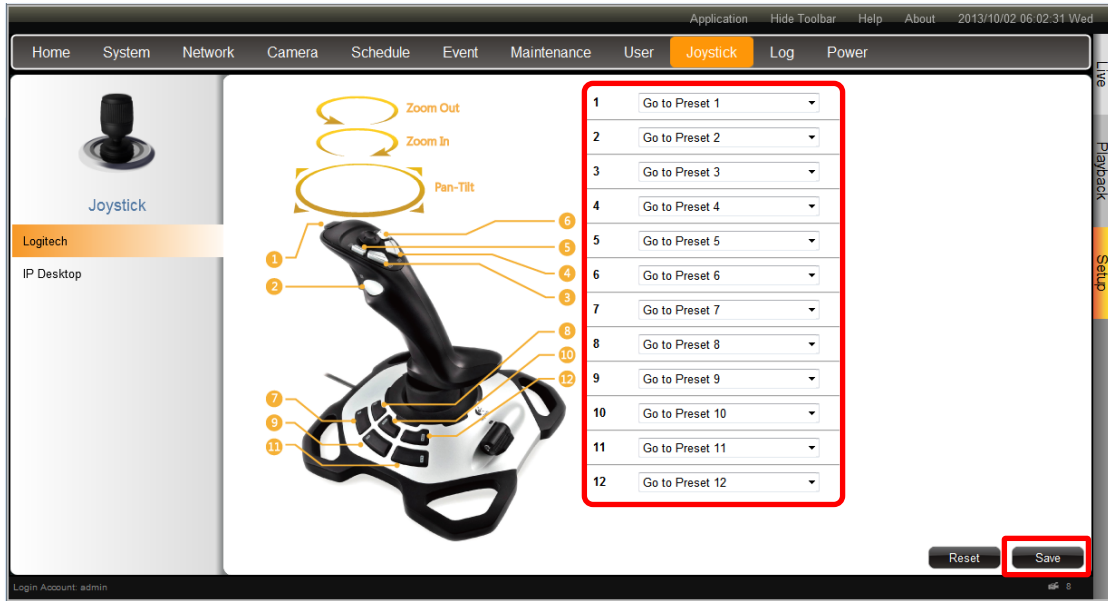 Application Hide Toolbar Help About 2013/10/02 06:02:31 Wed
Home System Network Camera Schedule Event Maintenance User Joystick Log Power
Live
Playback
Setup
Joystick
Logitech
IP Desktop
Zoom Out
Zoom In
Pan-Tilt
6
5
1
4
2
3
8
10
12
7
9
11
1 Go to Preset 1
2 Go to Preset 2
3 Go to Preset 3
4 Go to Preset 4
5 Go to Preset 5
6 Go to Preset 6
7 Go to Preset 7
8 Go to Preset 8
9 Go to Preset 9
10 Go to Preset 10
11 Go to Preset 11
12 Go to Preset 12
Reset Save
Login Account: admin 8